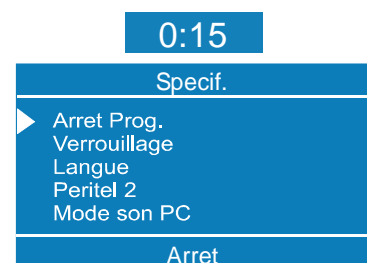 0:15
Specif.
Arret Prog.
Verrouillage
Langue
Peritel 2
Mode son PC
Arret